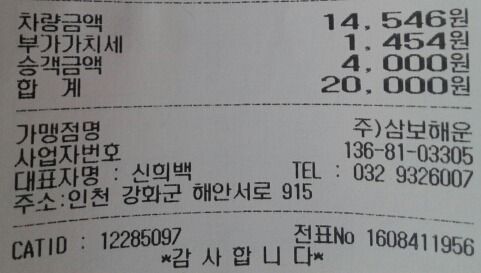 차량금액 14,546원
부가가치세 1,454원
승객금액 4,000원
합 계 20,000원
가맹점명 주)삼보해운
사업자번호 136-81-03305
대표자명 : 신희백 TEL : 032 9326007
주소:인천 강화군 해안서로 915
CATID : 12285097 전표No 1608411956
*감사합니다*